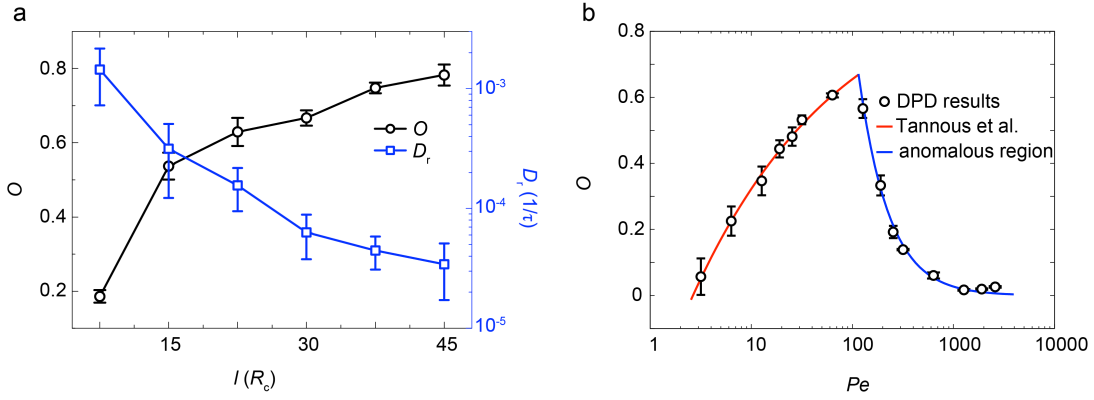 a
0.8
0.6
0.4
0.2
O
15
30
45
l (Rc)
O
Dr
10-3
10-4
10-5
Dr (1/τ)
b
0.8
0.6
0.4
0.2
0
O
1
10
100
1000
10000
Pe
DPD results
Tannous et al.
anomalous region